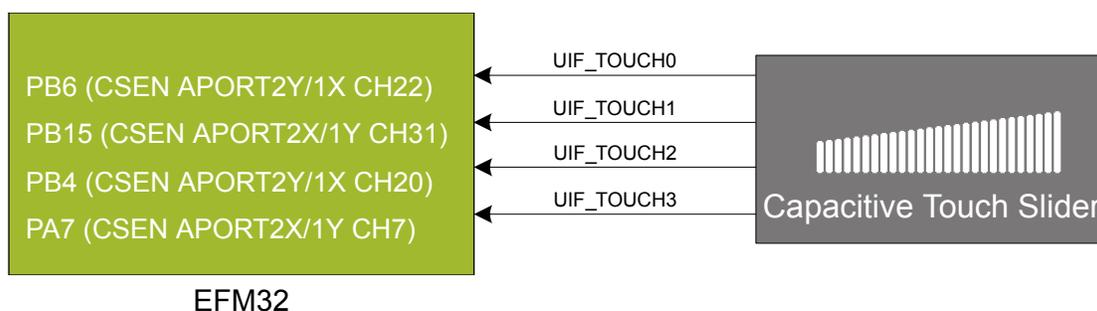 PB6 (CSEN APORT2Y/1X CH22)
PB15 (CSEN APORT2X/1Y CH31)
PB4 (CSEN APORT2Y/1X CH20)
PA7 (CSEN APORT2X/1Y CH7)
EFM32
UIF_TOUCH0
UIF_TOUCH1
UIF_TOUCH2
UIF_TOUCH3
Capacitive Touch Slider